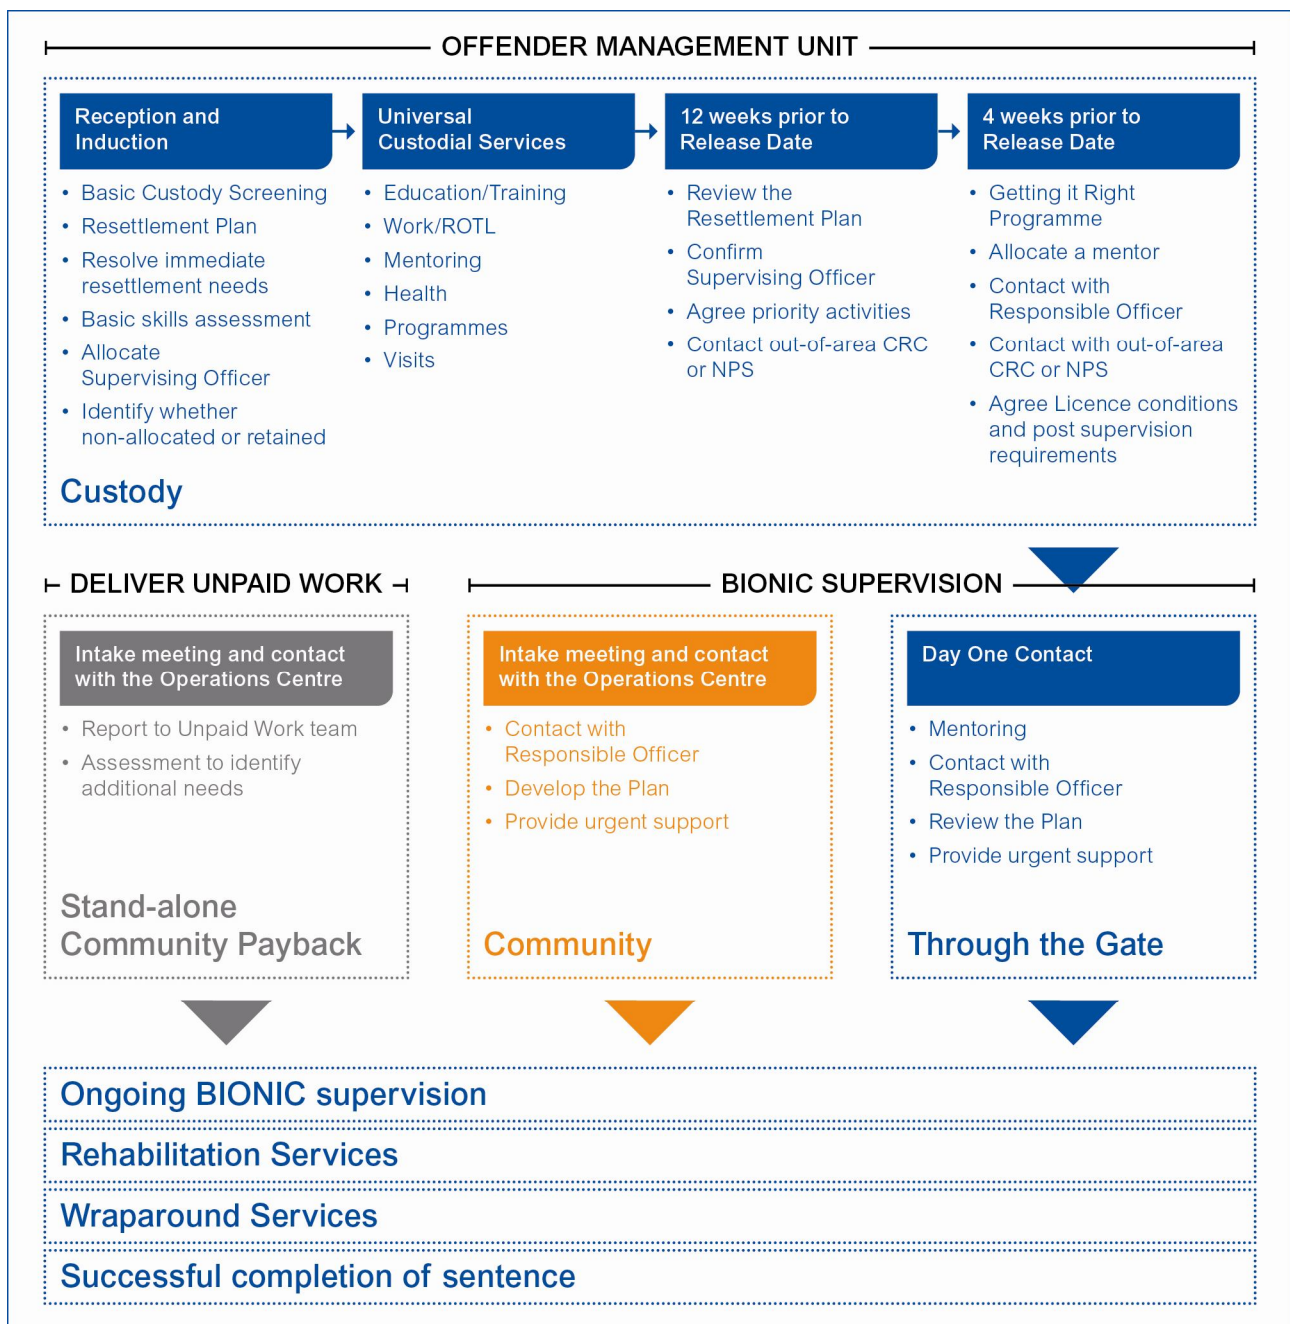 OFFENDER MANAGEMENT UNIT
Reception and
Induction
• Basic Custody Screening
• Resettlement Plan
• Resolve immediate
resettlement needs
• Basic skills assessment
• Allocate
Supervising Officer
• Identify whether
non-allocated or retained
Universal
Custodial Services
• Education/Training
• Work/ROTL
• Mentoring
• Health
• Programmes
• Visits
12 weeks prior to
Release Date
• Review the
Resettlement Plan
• Confirm
Supervising Officer
• Agree priority activities
• Contact out-of-area CRC
or NPS
4 weeks prior to
Release Date
• Getting it Right
Programme
• Allocate a mentor
• Contact with
Responsible Officer
• Contact with out-of-area
CRC or NPS
• Agree Licence conditions
and post supervision
requirements
Custody
DELIVER UNPAID WORK
Intake meeting and contact
with the Operations Centre
• Report to Unpaid Work team
• Assessment to identify
additional needs
Stand-alone
Community Payback
BIONIC SUPERVISION
Intake meeting and contact
with the Operations Centre
• Contact with
Responsible Officer
• Develop the Plan
• Provide urgent support
Community
Day One Contact
• Mentoring
• Contact with
Responsible Officer
• Review the Plan
• Provide urgent support
Through the Gate
Ongoing BIONIC supervision
Rehabilitation Services
Wraparound Services
Successful completion of sentence